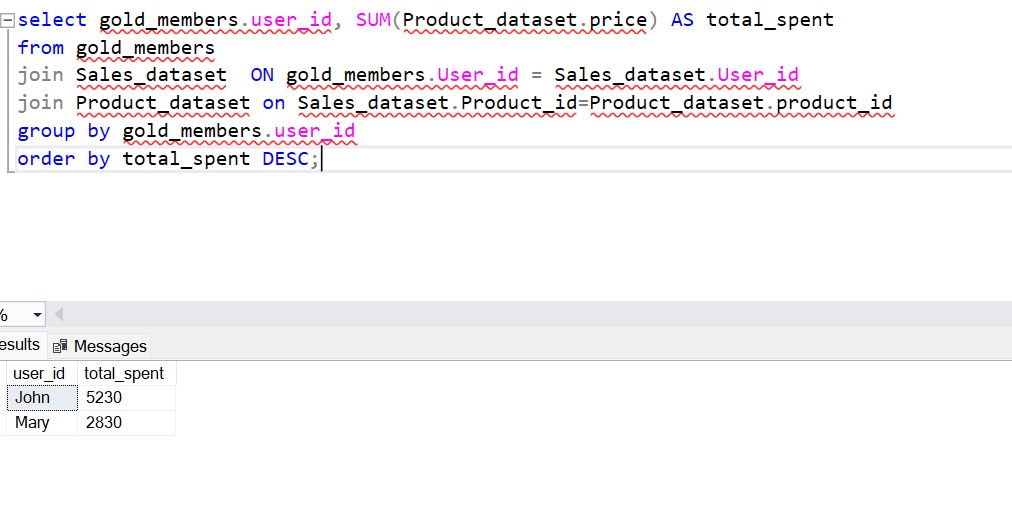 select gold_members.user_id, SUM(Product_dataset.price) AS total_spent
from gold_members
join Sales_dataset  ON gold_members.User_id = Sales_dataset.User_id
join Product_dataset on Sales_dataset.Product_id=Product_dataset.product_id
group by gold_members.user_id
order by total_spent DESC;
%
esults Messages
user_id total_spent
John 5230
Mary 2830